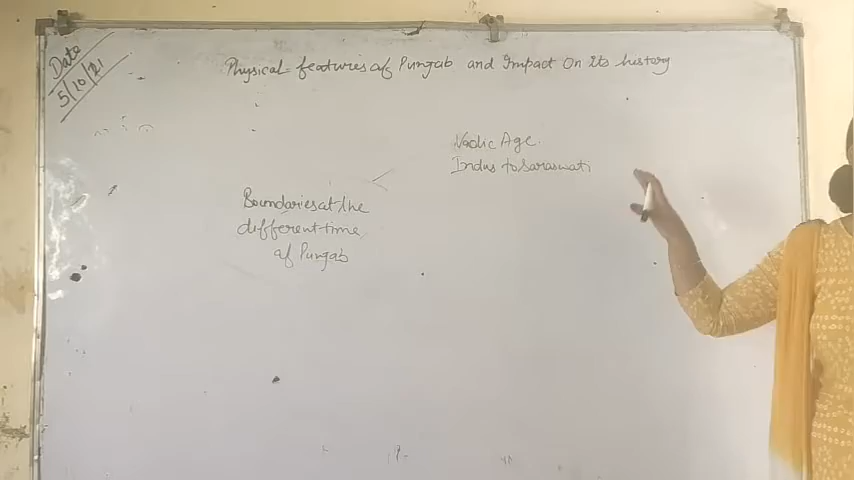 Date
5/10/21
Physical features of Punjab and Impact On its history
Vadic Age.
Indus to Saraswati
Boundaries at the
different time
of Punjab